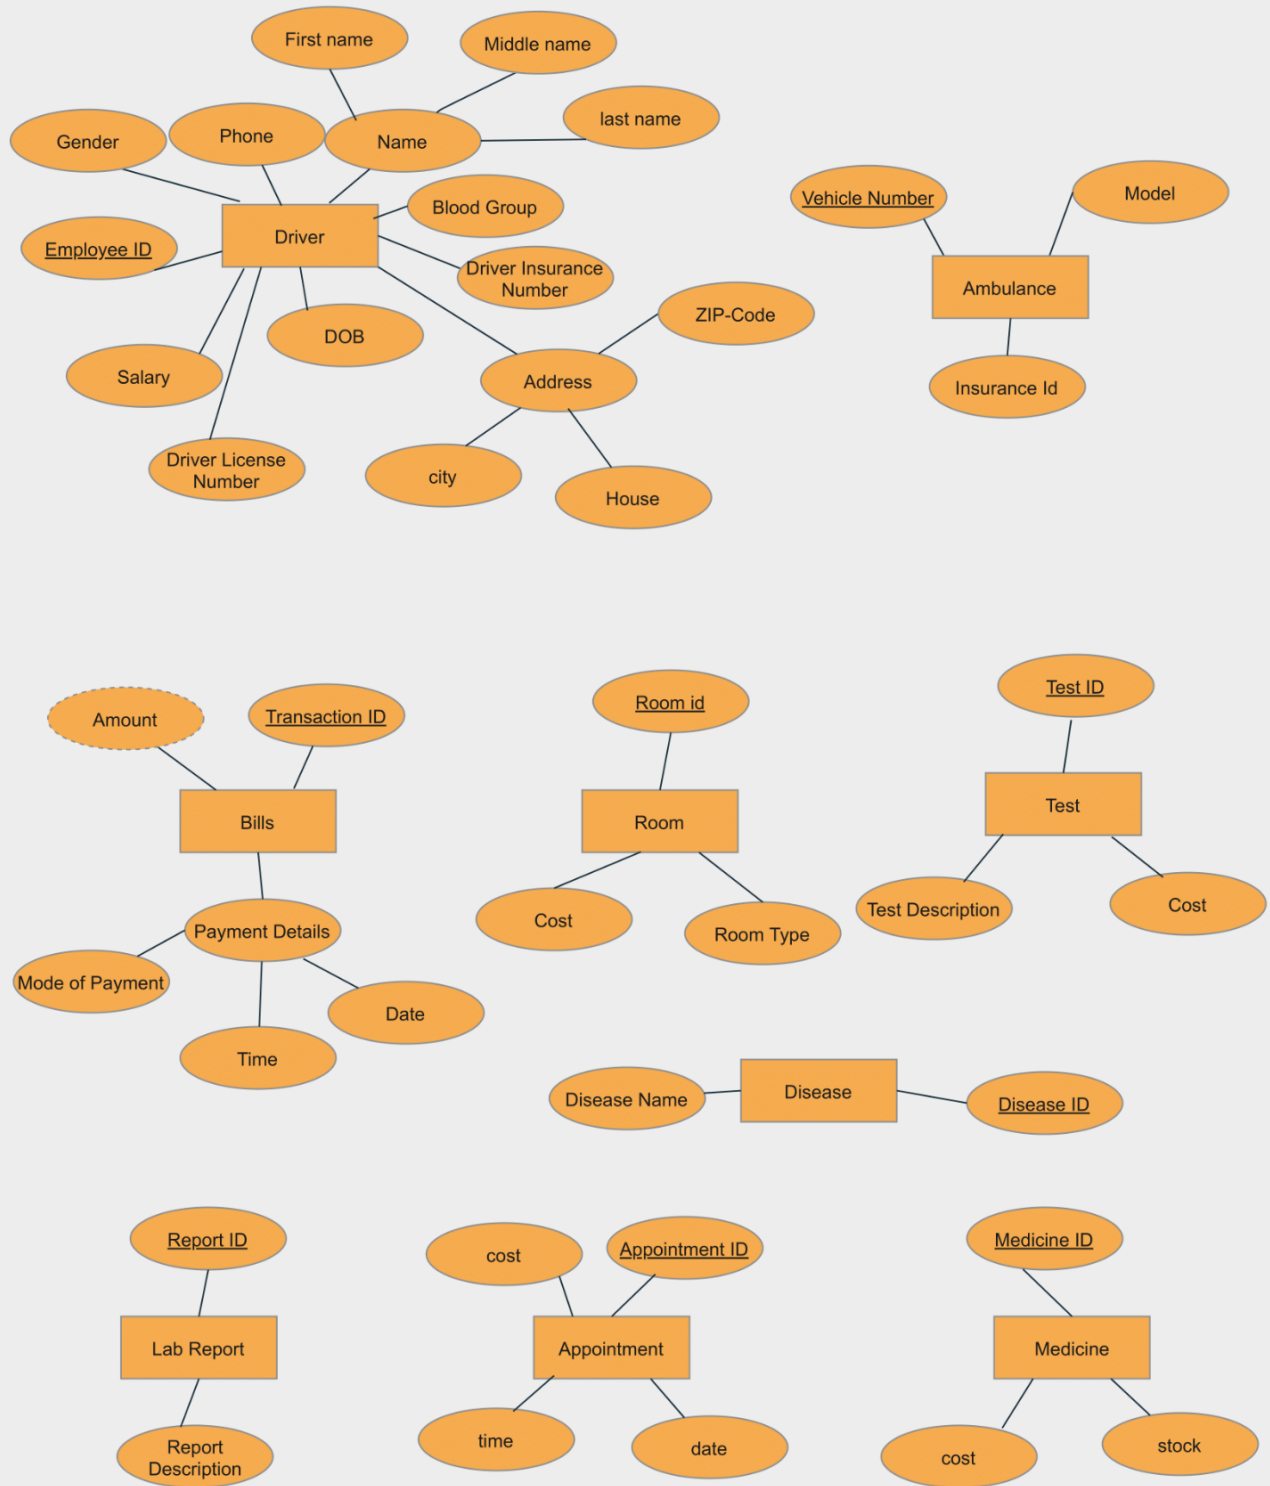 First name
Middle name
last name
Gender
Phone
Name
Blood Group
Vehicle Number
Model
Employee ID
Driver
Driver Insurance
Number
Ambulance
DOB
ZIP-Code
Salary
Address
Insurance Id
Driver License
Number
city
House
Amount
Transaction ID
Room id
Test ID
Bills
Room
Test
Payment Details
Cost
Room Type
Test Description
Cost
Mode of Payment
Date
Time
Disease Name
Disease
Disease ID
Report ID
cost
Appointment ID
Medicine ID
Lab Report
Appointment
Medicine
Report
Description
time
date
cost
stock